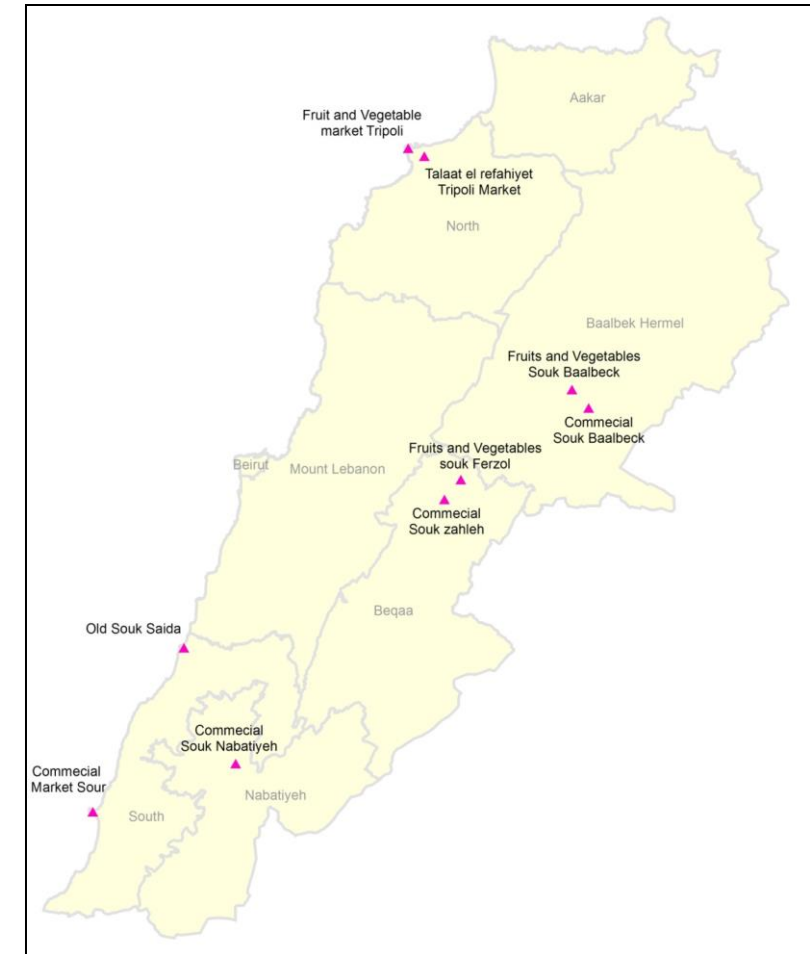 Aakar
Fruit and Vegetable
market Tripoli
Talaat el refahiyet
Tripoli Market
North
Baalbek Hermel
Fruits and Vegetables
Souk Baalbeck
Commecial
Souk Baalbeck
Fruits and Vegetables
souk Ferzol
Beirut
Mount Lebanon
Commecial
Souk zahleh
Beqaa
Old Souk Saida
Commecial
Souk Nabatiyeh
Commecial
Market Sour
Nabatiyeh
South